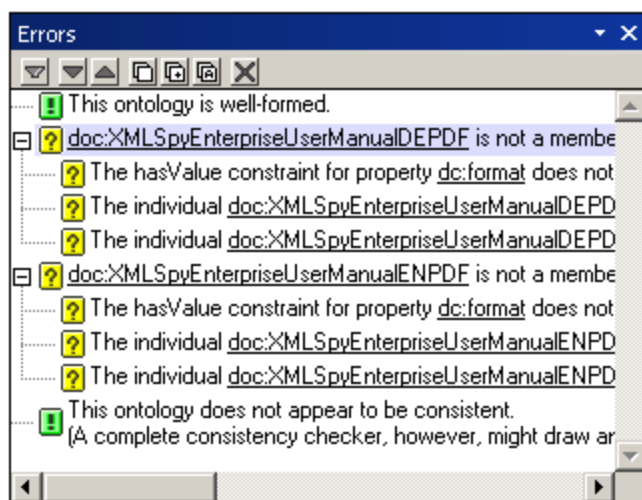 Errors
This ontology is well-formed.
doc:XMLSpyEnterpriseUserManualDEPDF is not a membe
The hasValue constraint for property dc:format does not
The individual doc:XMLSpyEnterpriseUserManualDEPD
The individual doc:XMLSpyEnterpriseUserManualDEPD
doc:XMLSpyEnterpriseUserManualENPDF is not a membe
The hasValue constraint for property dc:format does not
The individual doc:XMLSpyEnterpriseUserManualENPD
The individual doc:XMLSpyEnterpriseUserManualENPD
This ontology does not appear to be consistent.
(A complete consistency checker, however, might draw ar